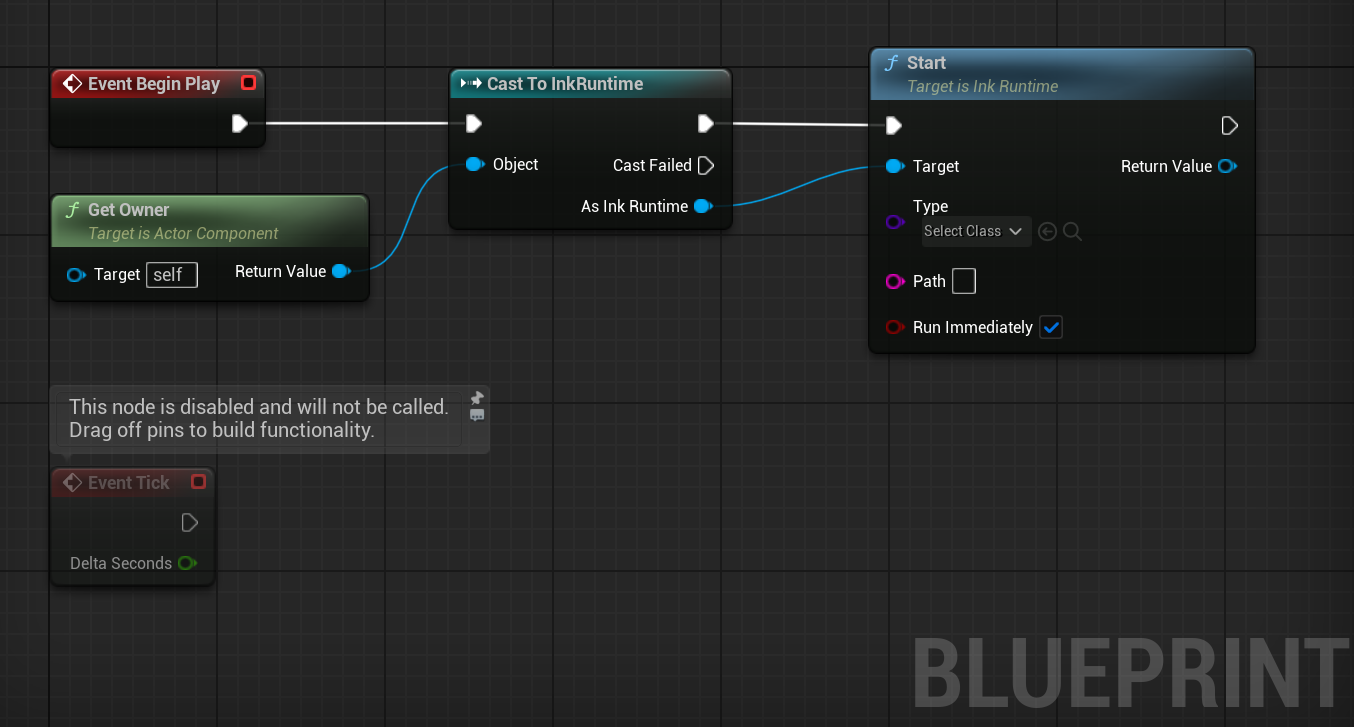 Event Begin Play
Cast To InkRuntime
Object
Cast Failed
As Ink Runtime
Start
Target is Ink Runtime
Target
Return Value
Type
Select Class
Path
Run Immediately
Get Owner
Target is Actor Component
Target
self
Return Value
This node is disabled and will not be called.
Drag off pins to build functionality.
Event Tick
Delta Seconds
BLUEPRINT